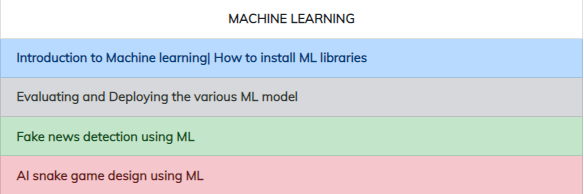 MACHINE LEARNING
Introduction to Machine learning| How to install ML libraries
Evaluating and Deploying the various ML model
Fake news detection using ML
AI snake game design using ML